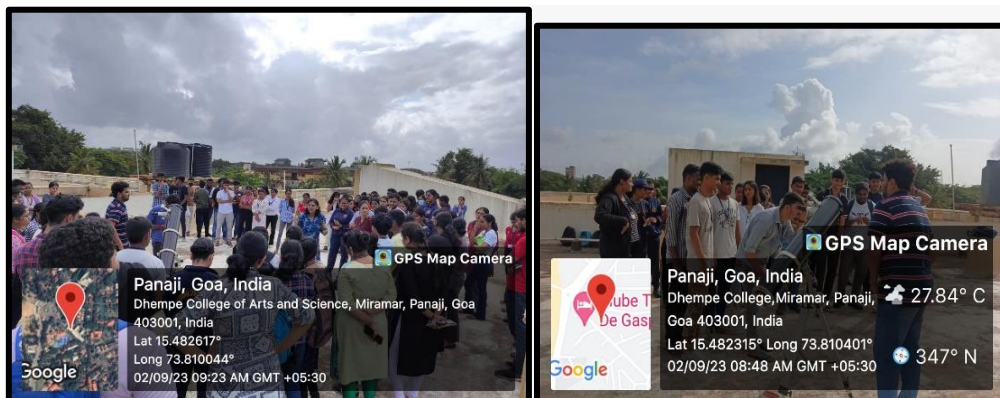 GPS Map Camera
Panaji, Goa, India
Dhempe College of Arts and Science, Miramar, Panaji, Goa
403001, India
Lat 15.482617°
Long 73.810044°
02/09/23 09:23 AM GMT +05:30
Google
GPS Map Camera
Panaji, Goa, India
Dhempe College,Miramar, Panaji,
Goa 403001, India
Lat 15.482315° Long 73.810401°
02/09/23 08:48 AM GMT +05:30
27.84° C
347° N
De Gasp
Google